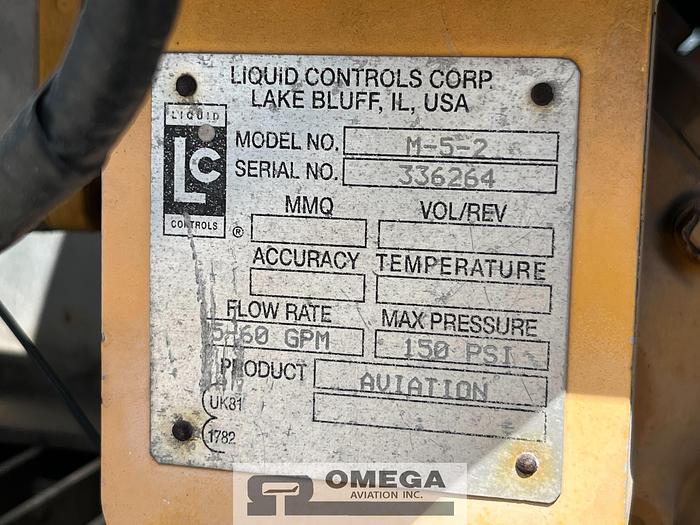 LIQUID CONTROLS CORP.
LAKE BLUFF, IL, USA
LIQUID
LC
CONTROLS
®
MODEL NO. M-5-2
SERIAL NO. 336264
MMQ VOL/REV
ACCURACY TEMPERATURE
FLOW RATE MAX PRESSURE
5-60 GPM 150 PSI
PRODUCT AVIATION
UK81
1782
OMEGA
AVIATION INC.